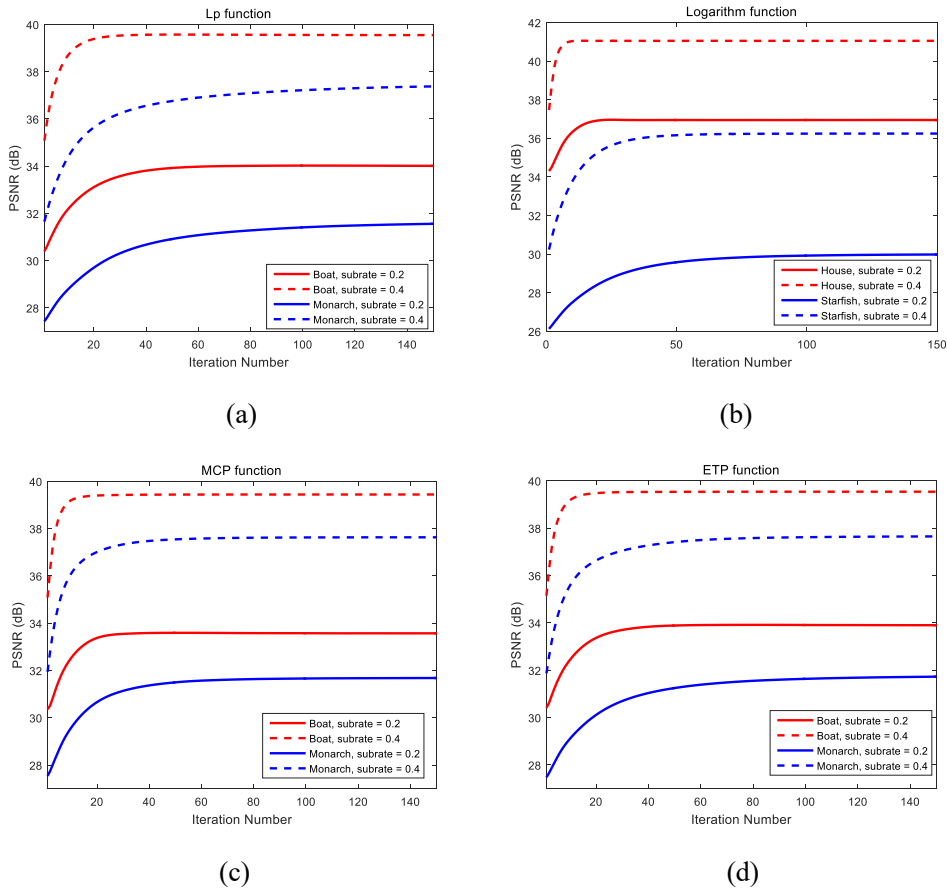 Lp function
PSNR (dB)
40
38
36
34
32
30
28
20
40
60
80
100
120
140
Iteration Number
Boat, subrate = 0.2
Boat, subrate = 0.4
Monarch, subrate = 0.2
Monarch, subrate = 0.4
(a)
Logarithm function
PSNR (dB)
42
40
38
36
34
32
30
28
26
0
50
100
150
Iteration Number
House, subrate = 0.2
House, subrate = 0.4
Starfish, subrate = 0.2
Starfish, subrate = 0.4
(b)
MCP function
PSNR (dB)
40
38
36
34
32
30
28
20
40
60
80
100
120
140
Iteration Number
Boat, subrate = 0.2
Boat, subrate = 0.4
Monarch, subrate = 0.2
Monarch, subrate = 0.4
(c)
ETP function
PSNR (dB)
40
38
36
34
32
30
28
20
40
60
80
100
120
140
Iteration Number
Boat, subrate = 0.2
Boat, subrate = 0.4
Monarch, subrate = 0.2
Monarch, subrate = 0.4
(d)